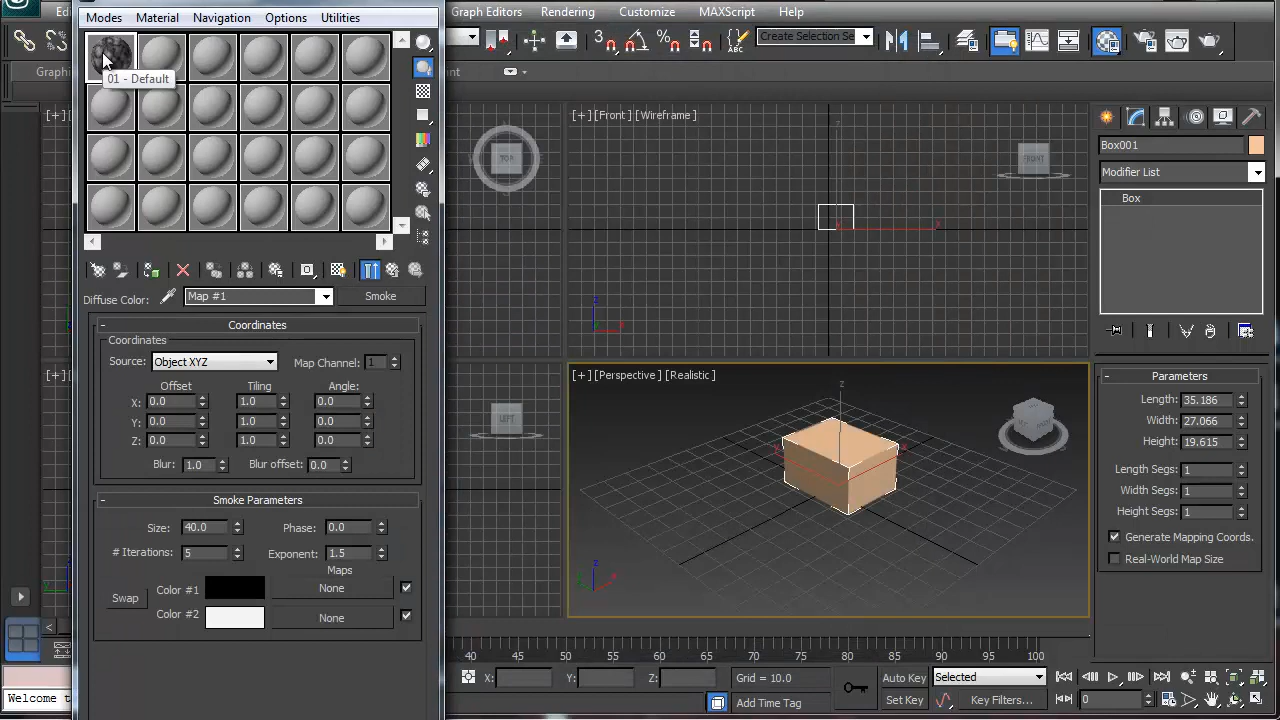 Modes Material Navigation Options Utilities
Graph Editors Rendering Customize MAXScript Help
3
Create Selection Se
Graphi
01 - Default
[+]
TOP
[+] [Front] [Wireframe]
FRONT
z
x
z
x
Box001
Modifier List
Box
Diffuse Color: Map #1 Smoke
- Coordinates
Coordinates
Source: Object XYZ Map Channel: 1
Offset Tiling Angle:
X: 0.0 1.0 0.0
Y: 0.0 1.0 0.0
Z: 0.0 1.0 0.0
Blur: 1.0 Blur offset: 0.0
- Smoke Parameters
Size: 40.0 Phase: 0.0
# Iterations: 5 Exponent: 1.5
Maps
Swap Color #1 None
Color #2 None
[+]
LEFT
[+] [Perspective] [Realistic]
z
z
- Parameters
Length: 35.186
Width: 27.066
Height: 19.615
Length Segs: 1
Width Segs: 1
Height Segs: 1
Generate Mapping Coords.
Real-World Map Size
40 45 50 55 60 65 70 75 80 85 90 95 100
X: Y: Z: Grid = 10.0 Auto Key Selected
Welcome t
Add Time Tag Set Key Key Filters... 0